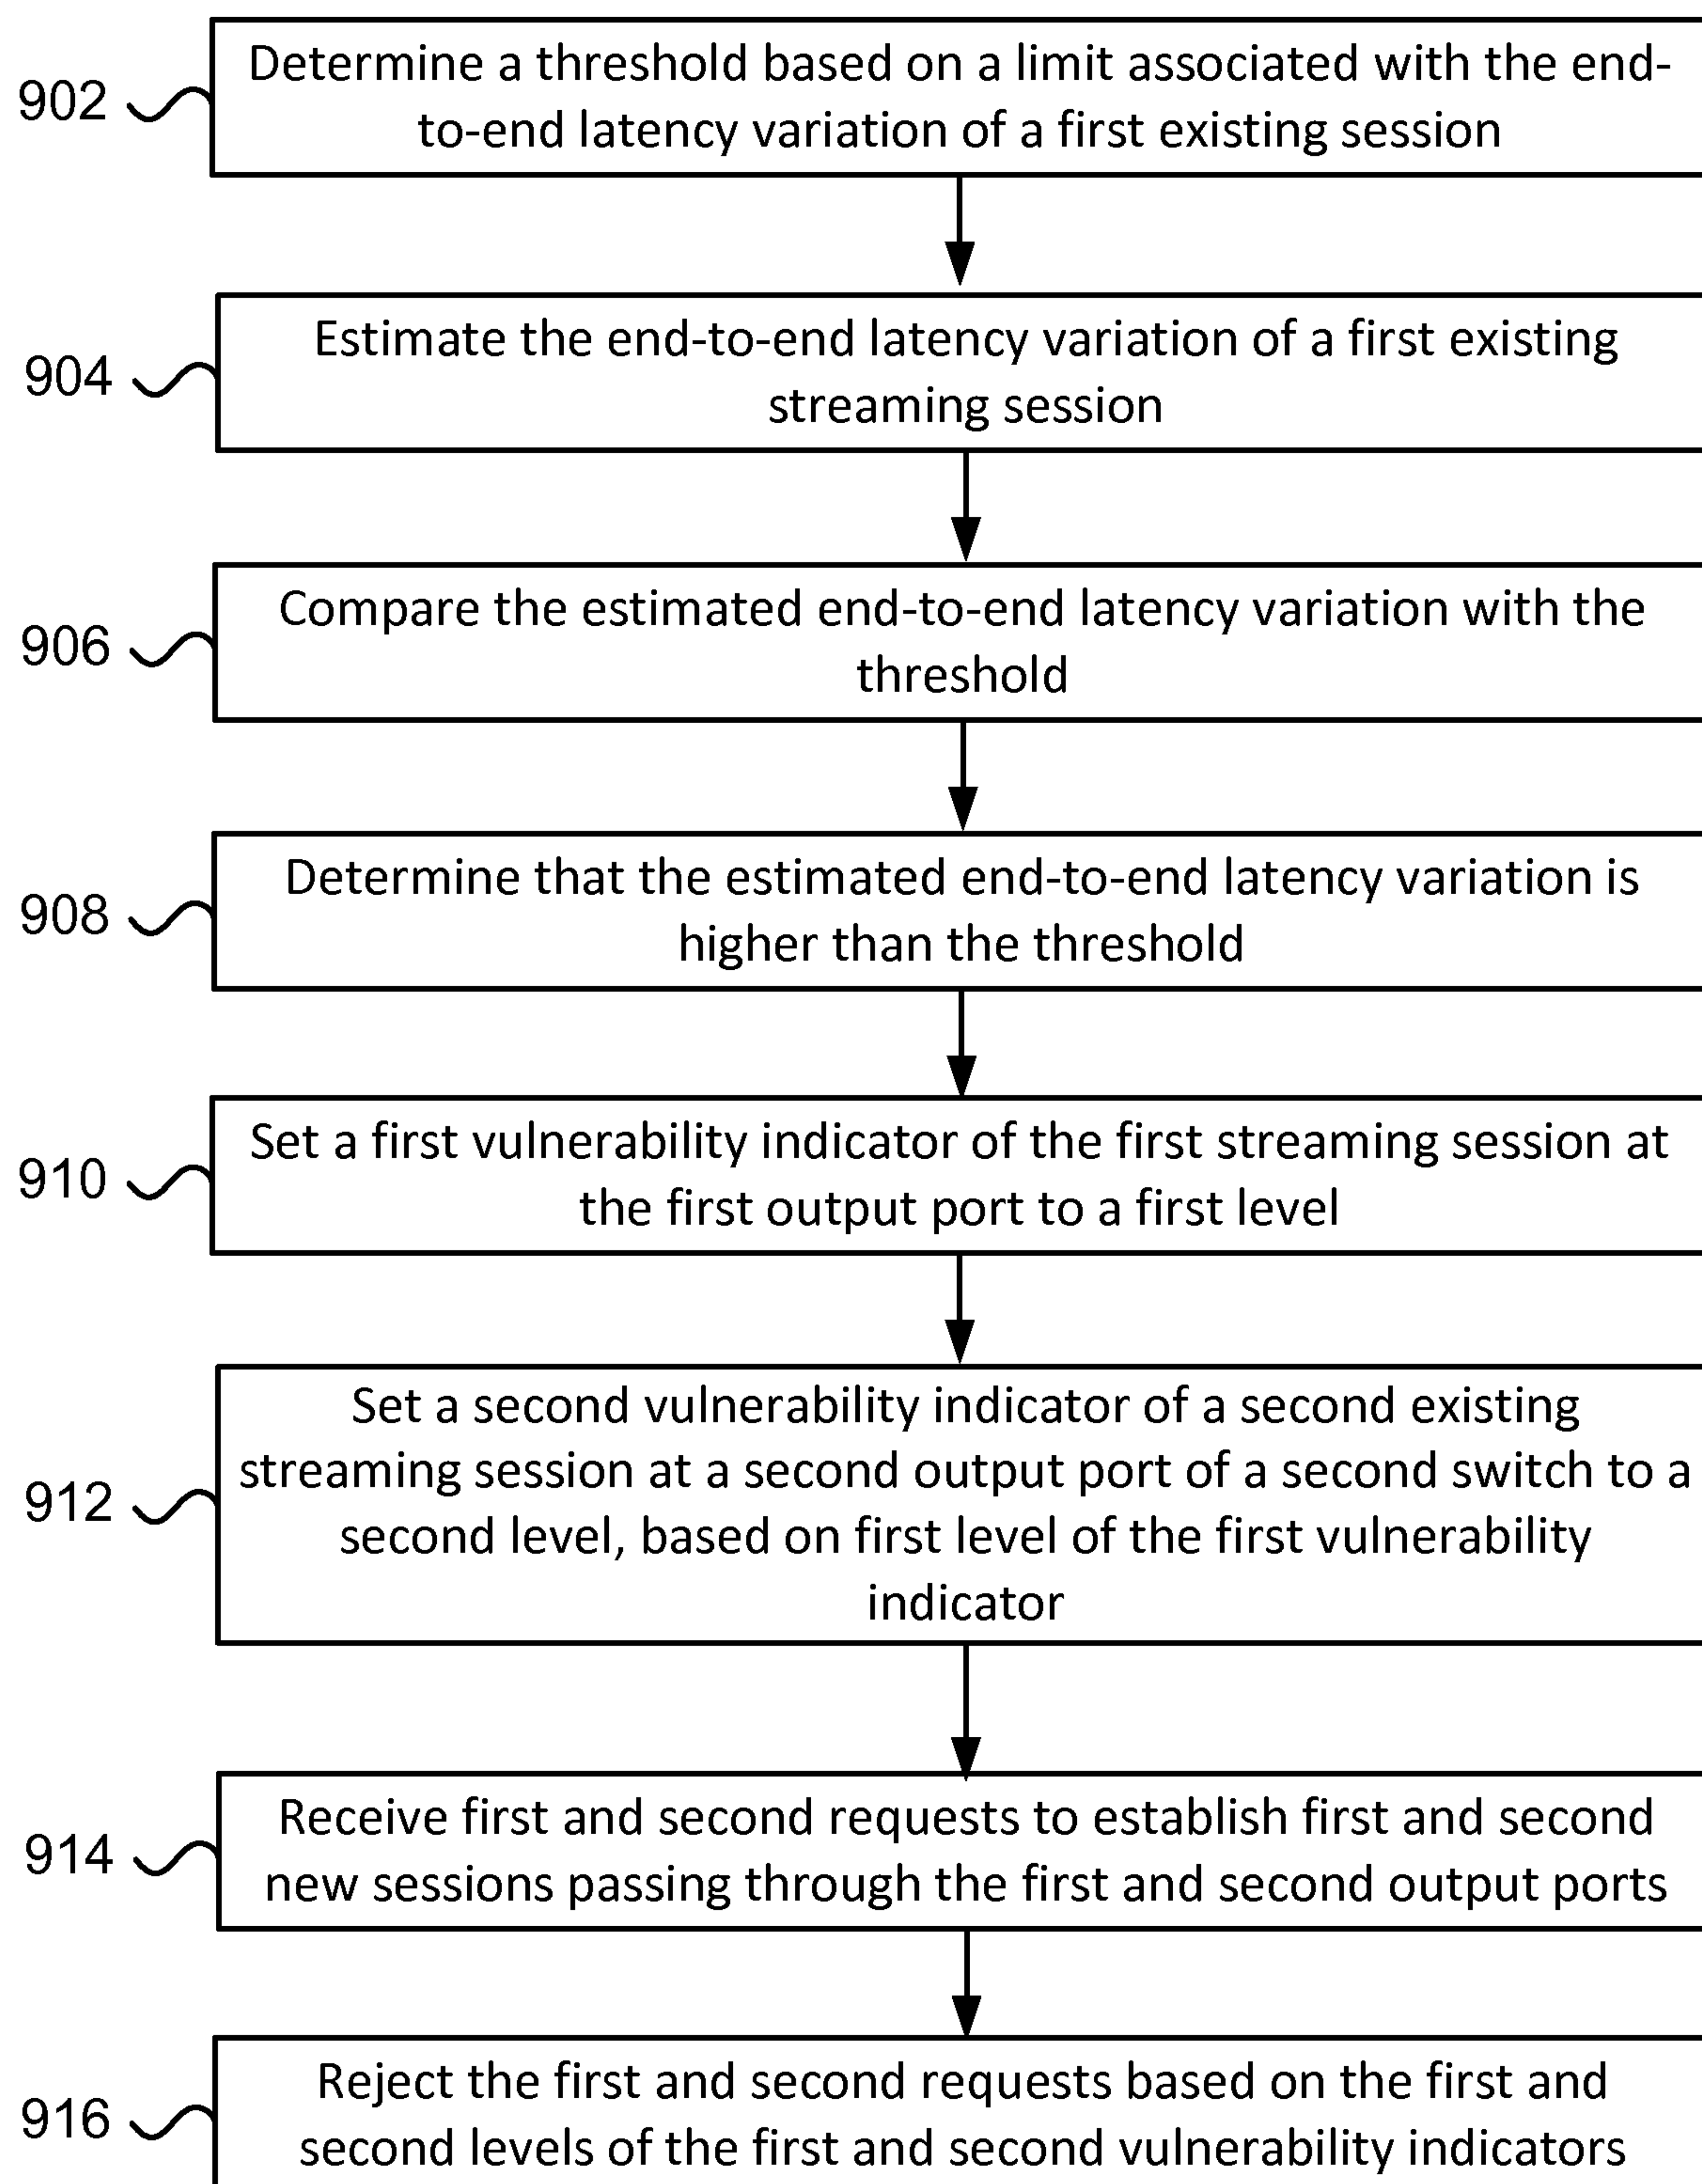 902
Determine a threshold based on a limit associated with the end-
to-end latency variation of a first existing session
904
Estimate the end-to-end latency variation of a first existing
streaming session
906
Compare the estimated end-to-end latency variation with the
threshold
908
Determine that the estimated end-to-end latency variation is
higher than the threshold
910
Set a first vulnerability indicator of the first streaming session at
the first output port to a first level
912
Set a second vulnerability indicator of a second existing
streaming session at a second output port of a second switch to a
second level, based on first level of the first vulnerability
indicator
914
Receive first and second requests to establish first and second
new sessions passing through the first and second output ports
916
Reject the first and second requests based on the first and
second levels of the first and second vulnerability indicators